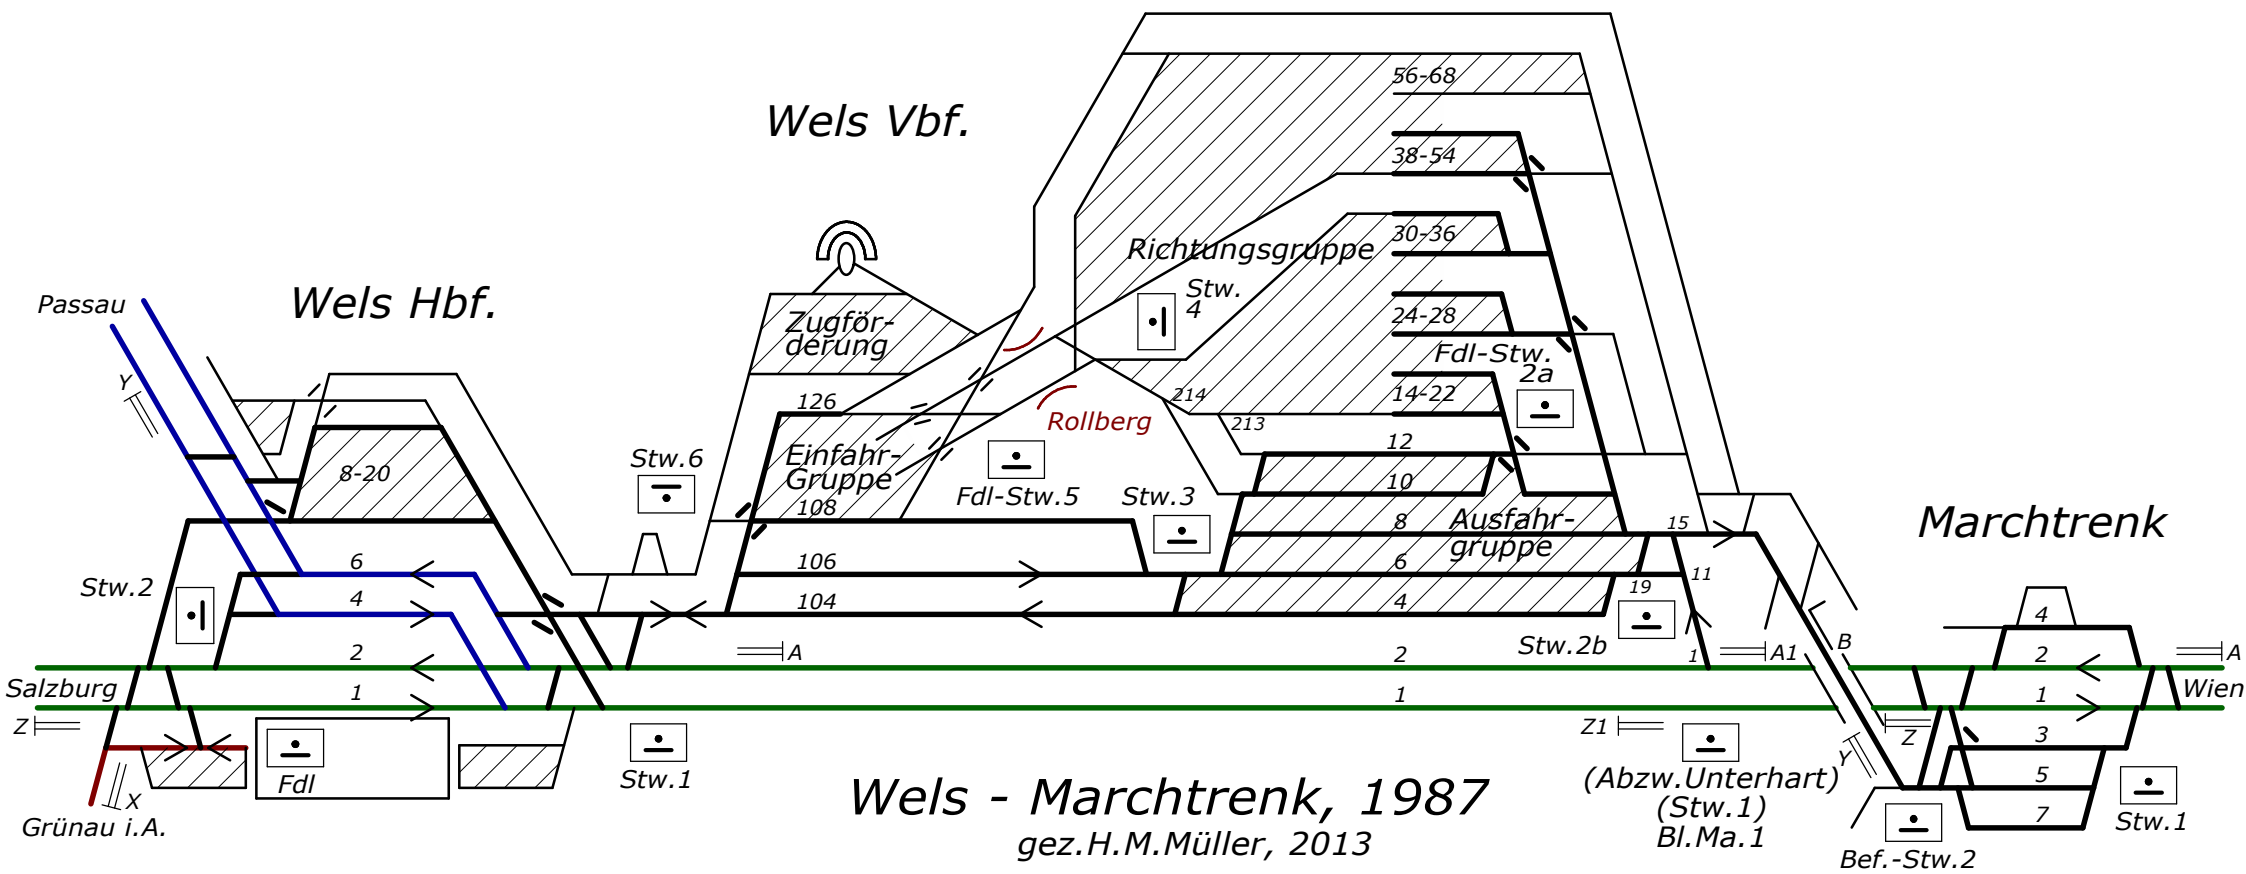 56-68
Wels Vbf.
38-54
30-36
Richtungsgruppe
Passau
Wels Hbf.
Stw.
4
24-28
Zugför-
derung
Fdl-Stw.
2a
Y
14-22
214
126
213
Rollberg
12
Stw.6
Einfahr-
Gruppe
8-20
10
Fdl-Stw.5
Stw.3
108
8
Ausfahr-
gruppe
15
Marchtrenk
6
106
6
11
Stw.2
19
4
104
4
4
Stw.2b
B
2
A
2
1
A1
2
A
Salzburg
1
1
1
Wien
Z
Z1
Z
3
Y
Fdl
Stw.1
(Abzw.Unterhart)
(Stw.1)
Bl.Ma.1
5
X
7
Stw.1
Grünau i.A.
Wels - Marchtrenk, 1987
gez.H.M.Müller, 2013
Bef.-Stw.2